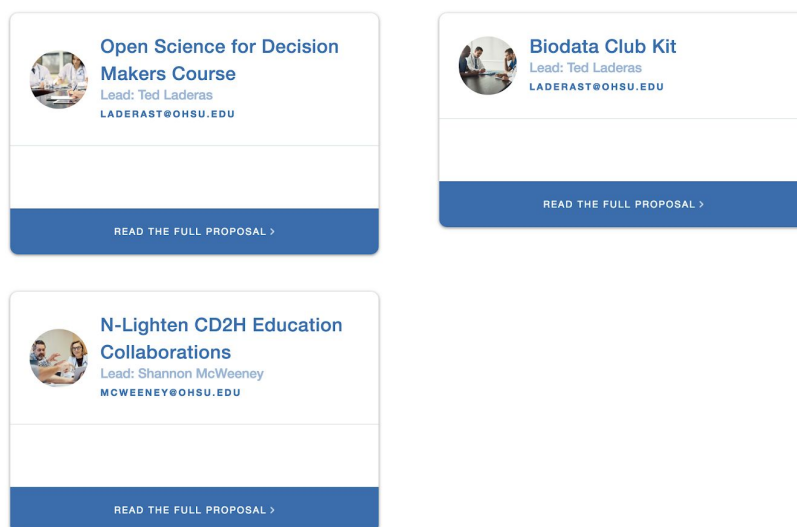 Open Science for Decision
Makers Course
Lead: Ted Laderas
LADERAST@OHSU.EDU
READ THE FULL PROPOSAL >
Biodata Club Kit
Lead: Ted Laderas
LADERAST@OHSU.EDU
READ THE FULL PROPOSAL >
N-Lighten CD2H Education
Collaborations
Lead: Shannon McWeeney
MCWEENEY@OHSU.EDU
READ THE FULL PROPOSAL >